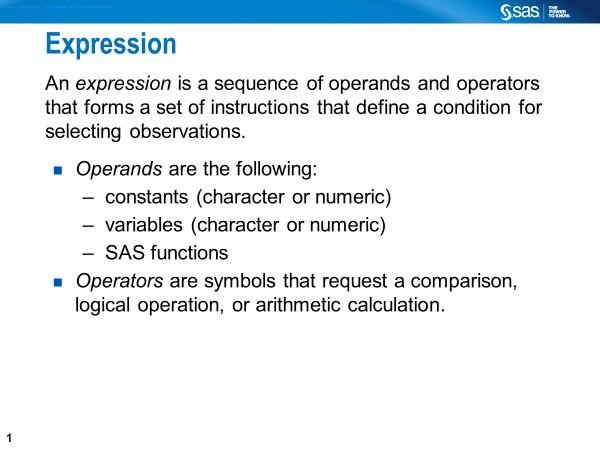 sas
THE
POWER
TO KNOW.
Expression
An expression is a sequence of operands and operators
that forms a set of instructions that define a condition for
selecting observations.
■ Operands are the following:
– constants (character or numeric)
– variables (character or numeric)
– SAS functions
■ Operators are symbols that request a comparison,
logical operation, or arithmetic calculation.
1